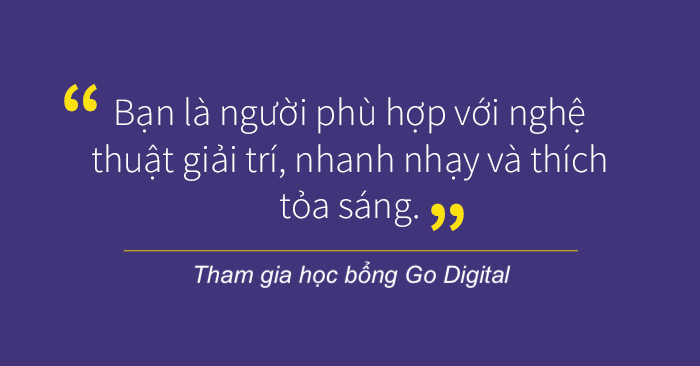 “ Bạn là người phù hợp với nghệ
thuật giải trí, nhanh nhạy và thích
tỏa sáng. ”
Tham gia học bổng Go Digital